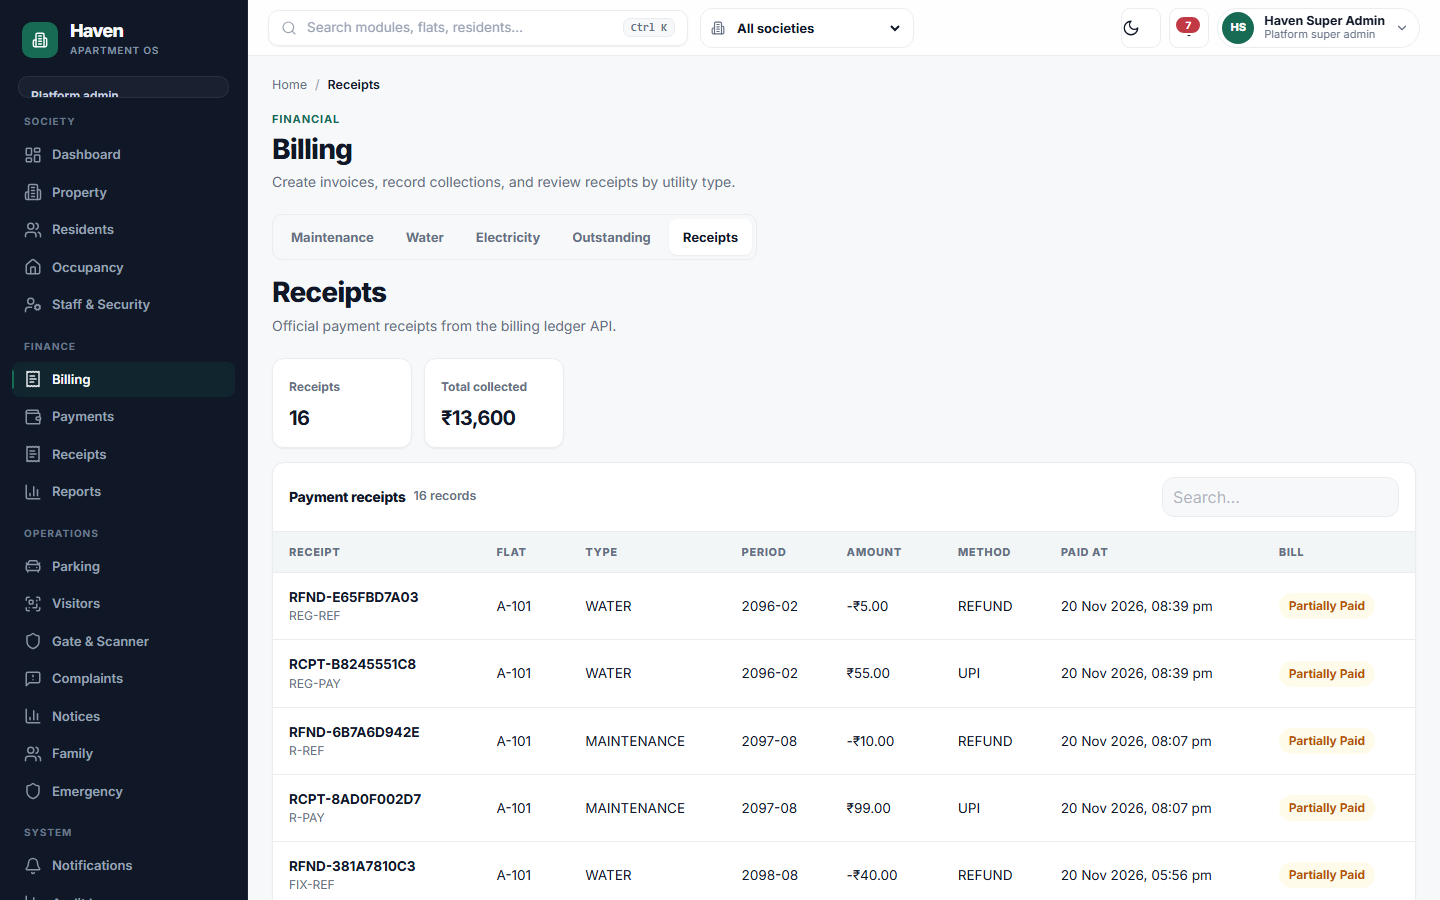 Haven
APARTMENT OS
Platform admin
SOCIETY
Dashboard
Property
Residents
Occupancy
Staff & Security
FINANCE
Billing
Payments
Receipts
Reports
OPERATIONS
Parking
Visitors
Gate & Scanner
Complaints
Notices
Family
Emergency
SYSTEM
Notifications
Search modules, flats, residents... Ctrl K
All societies
7
HS
Haven Super Admin
Platform super admin
Home / Receipts
FINANCIAL
Billing
Create invoices, record collections, and review receipts by utility type.
Maintenance Water Electricity Outstanding Receipts
Receipts
Official payment receipts from the billing ledger API.
Receipts
16
Total collected
₹13,600
Payment receipts 16 records
Search...
RECEIPT FLAT TYPE PERIOD AMOUNT METHOD PAID AT BILL
RFND-E65FBD7A03
REG-REF
A-101 WATER 2096-02 -₹5.00 REFUND 20 Nov 2026, 08:39 pm Partially Paid
RCPT-B8245551C8
REG-PAY
A-101 WATER 2096-02 ₹55.00 UPI 20 Nov 2026, 08:39 pm Partially Paid
RFND-6B7A6D942E
R-REF
A-101 MAINTENANCE 2097-08 -₹10.00 REFUND 20 Nov 2026, 08:07 pm Partially Paid
RCPT-8AD0F002D7
R-PAY
A-101 MAINTENANCE 2097-08 ₹99.00 UPI 20 Nov 2026, 08:07 pm Partially Paid
RFND-381A7810C3
FIX-REF
A-101 WATER 2098-08 -₹40.00 REFUND 20 Nov 2026, 05:56 pm Partially Paid